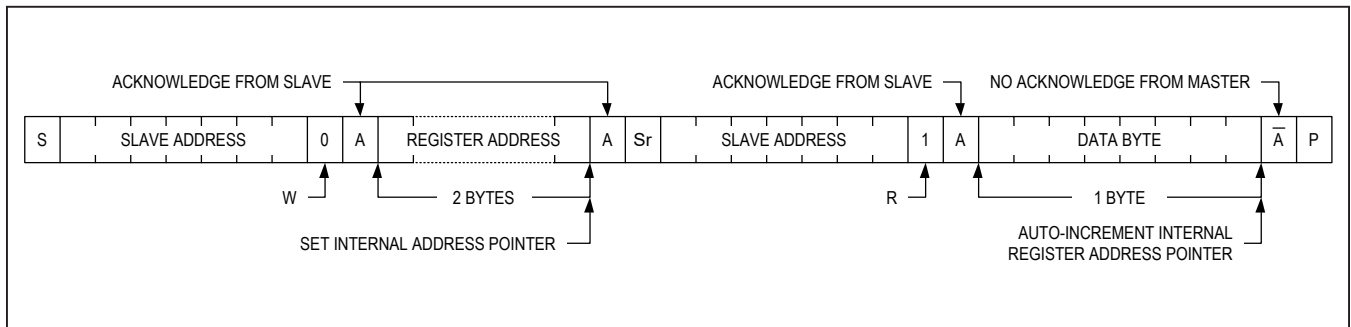 ACKNOWLEDGE FROM SLAVE ACKNOWLEDGE FROM SLAVE NO ACKNOWLEDGE FROM MASTER
S SLAVE ADDRESS 0 A REGISTER ADDRESS A Sr SLAVE ADDRESS 1 A DATA BYTE A̅ P
W 2 BYTES R 1 BYTE
SET INTERNAL ADDRESS POINTER AUTO-INCREMENT INTERNAL
REGISTER ADDRESS POINTER